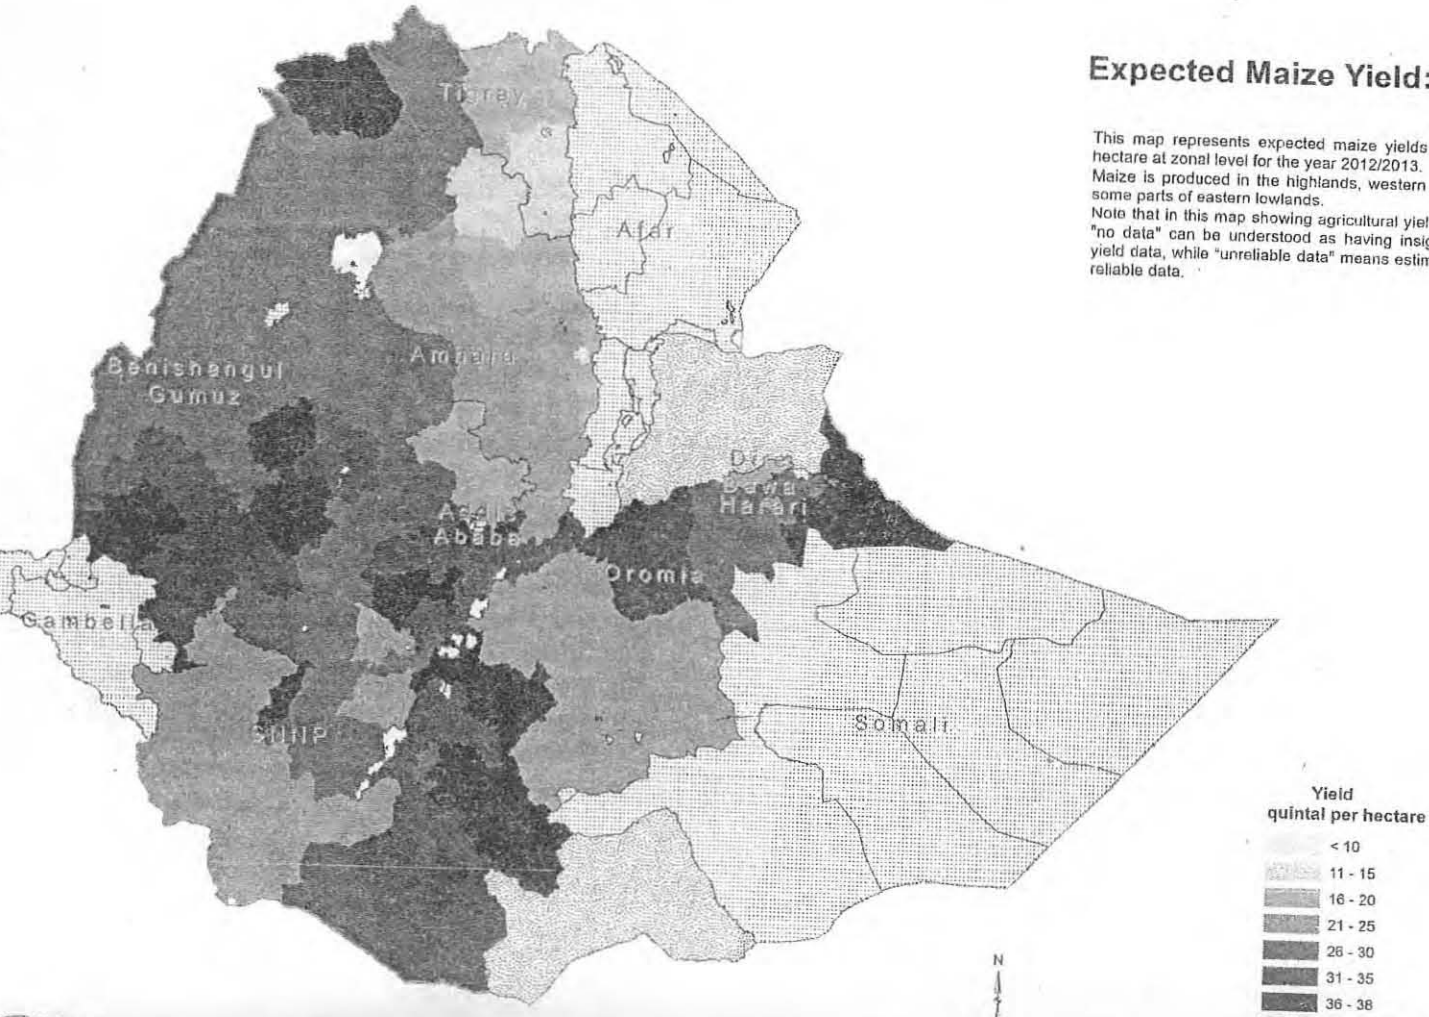 Expected Maize Yield:
This map represents expected maize yields
hectare at zonal level for the year 2012/2013.
Maize is produced in the highlands, western
some parts of eastern lowlands.
Note that in this map showing agricultural yiel
"no data" can be understood as having insig
yield data, while "unreliable data" means estim
reliable data.
Tigray
Afar
Amhara
Benishangul
Gumuz
Dire
Dawa
Harari
Addis
Ababa
Oromia
Gambella
SNNP
Somali
Yield
quintal per hectare
< 10
11 - 15
16 - 20
21 - 25
26 - 30
31 - 35
36 - 38
N